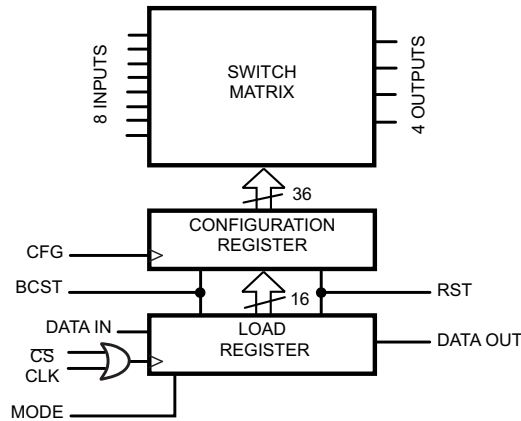 8 INPUTS
SWITCH
MATRIX
4 OUTPUTS
36
CONFIGURATION
REGISTER
CFG
BCST
16
RST
DATA IN
LOAD
REGISTER
DATA OUT
C̅S̅
CLK
MODE